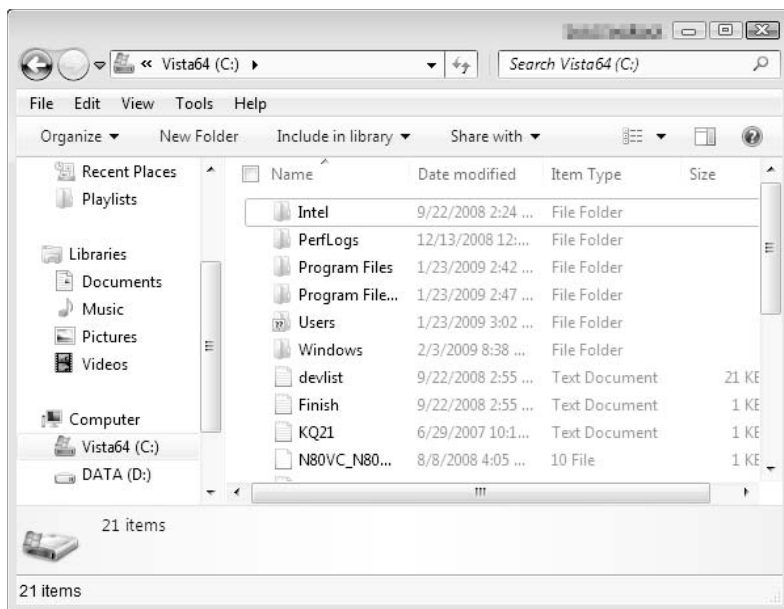 « Vista64 (C:) Search Vista64 (C:)
File Edit View Tools Help
Organize New Folder Include in library Share with
Recent Places
Playlists
Libraries
Documents
Music
Pictures
Videos
Computer
Vista64 (C:)
DATA (D:)
Name Date modified Item Type Size
Intel 9/22/2008 2:24 ... File Folder
PerfLogs 12/13/2008 12:... File Folder
Program Files 1/23/2009 2:42 ... File Folder
Program File... 1/23/2009 2:47 ... File Folder
Users 1/23/2009 3:02 ... File Folder
Windows 2/3/2009 8:38 ... File Folder
devlist 9/22/2008 2:55 ... Text Document 21 KB
Finish 9/22/2008 2:55 ... Text Document 1 KB
KQ21 6/29/2007 10:1... Text Document 1 KB
N80VC_N80... 8/8/2008 4:05 ... 10 File 1 KB
21 items
21 items